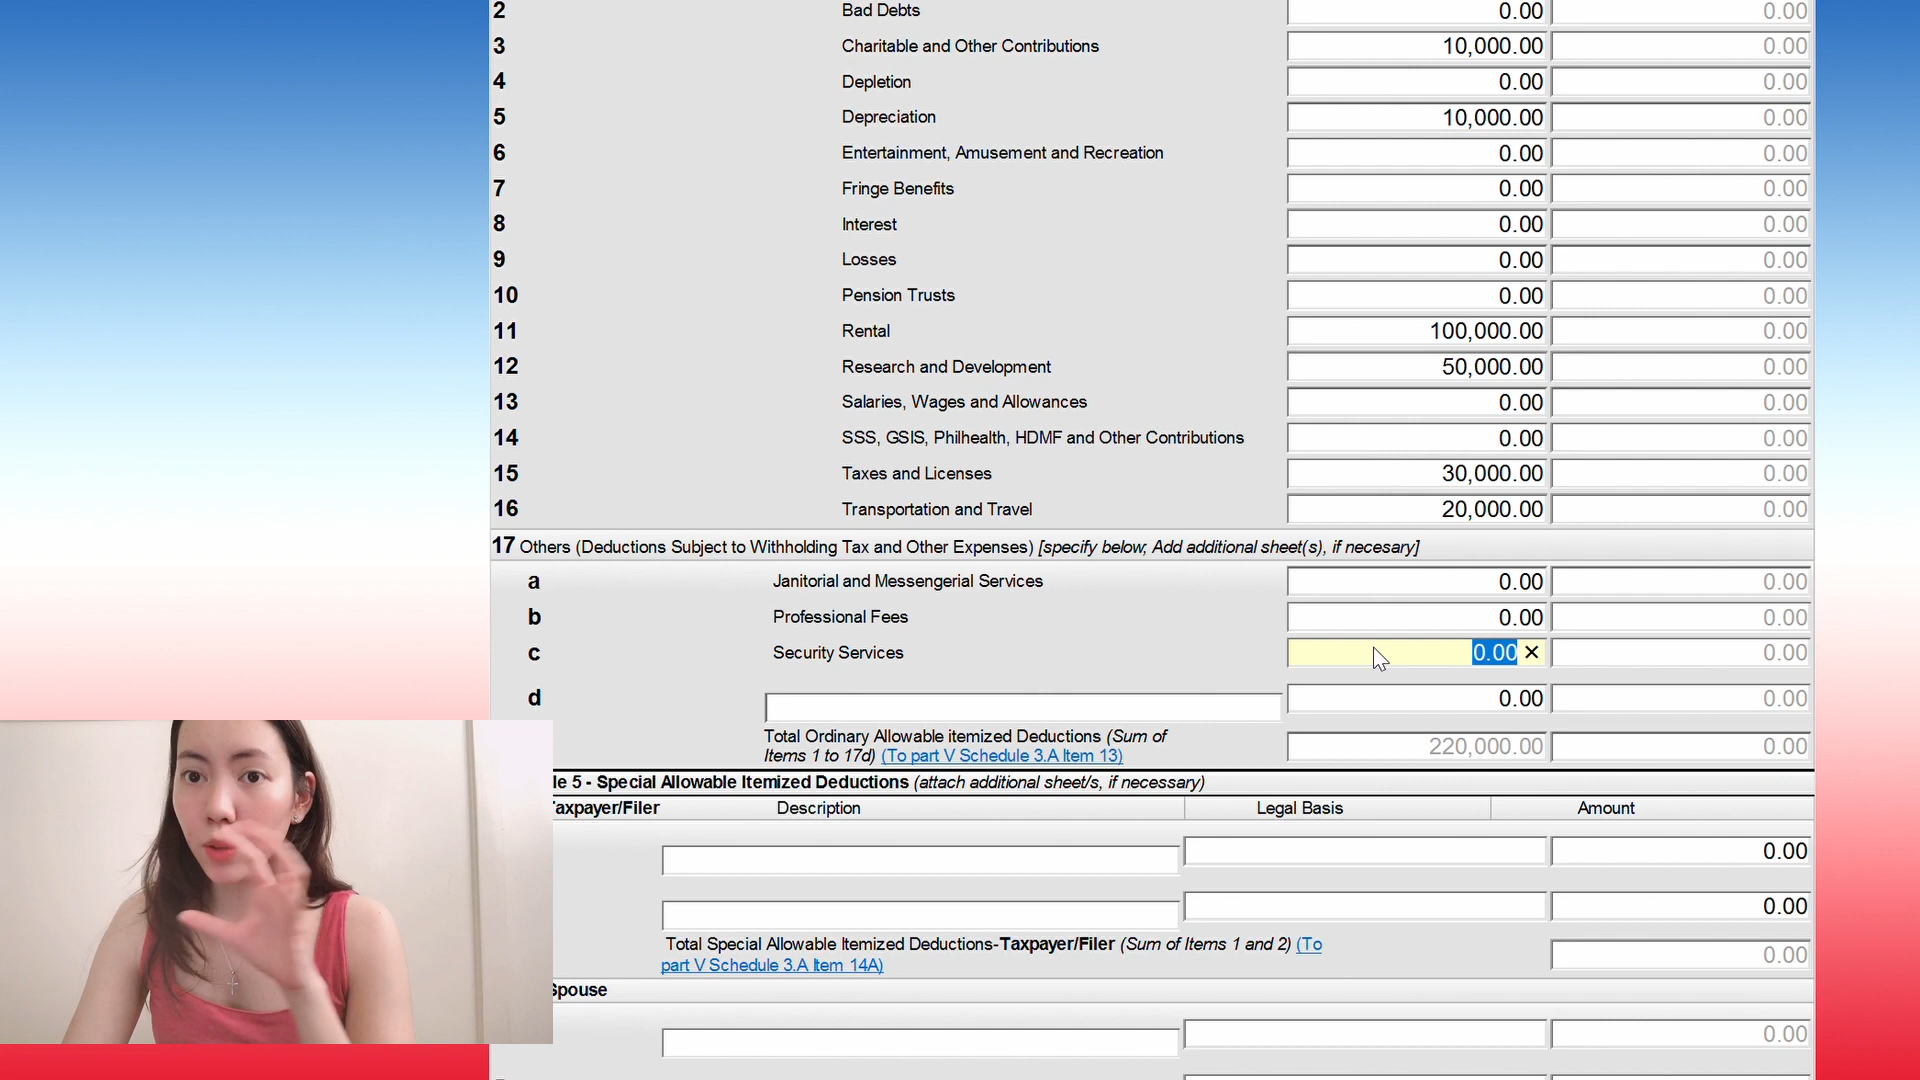 2 Bad Debts 0.00 0.00
3 Charitable and Other Contributions 10,000.00 0.00
4 Depletion 0.00 0.00
5 Depreciation 10,000.00 0.00
6 Entertainment, Amusement and Recreation 0.00 0.00
7 Fringe Benefits 0.00 0.00
8 Interest 0.00 0.00
9 Losses 0.00 0.00
10 Pension Trusts 0.00 0.00
11 Rental 100,000.00 0.00
12 Research and Development 50,000.00 0.00
13 Salaries, Wages and Allowances 0.00 0.00
14 SSS, GSIS, Philhealth, HDMF and Other Contributions 0.00 0.00
15 Taxes and Licenses 30,000.00 0.00
16 Transportation and Travel 20,000.00 0.00
17 Others (Deductions Subject to Withholding Tax and Other Expenses) [specify below; Add additional sheet(s), if necesary]
a Janitorial and Messengerial Services 0.00 0.00
b Professional Fees 0.00 0.00
c Security Services 0.00 × 0.00
d 0.00 0.00
Total Ordinary Allowable itemized Deductions (Sum of
Items 1 to 17d) (To part V Schedule 3.A Item 13) 220,000.00 0.00
le 5 - Special Allowable Itemized Deductions (attach additional sheet/s, if necessary)
Taxpayer/Filer Description Legal Basis Amount
0.00
0.00
Total Special Allowable Itemized Deductions-Taxpayer/Filer (Sum of Items 1 and 2) (To
part V Schedule 3.A Item 14A) 0.00
Spouse
0.00